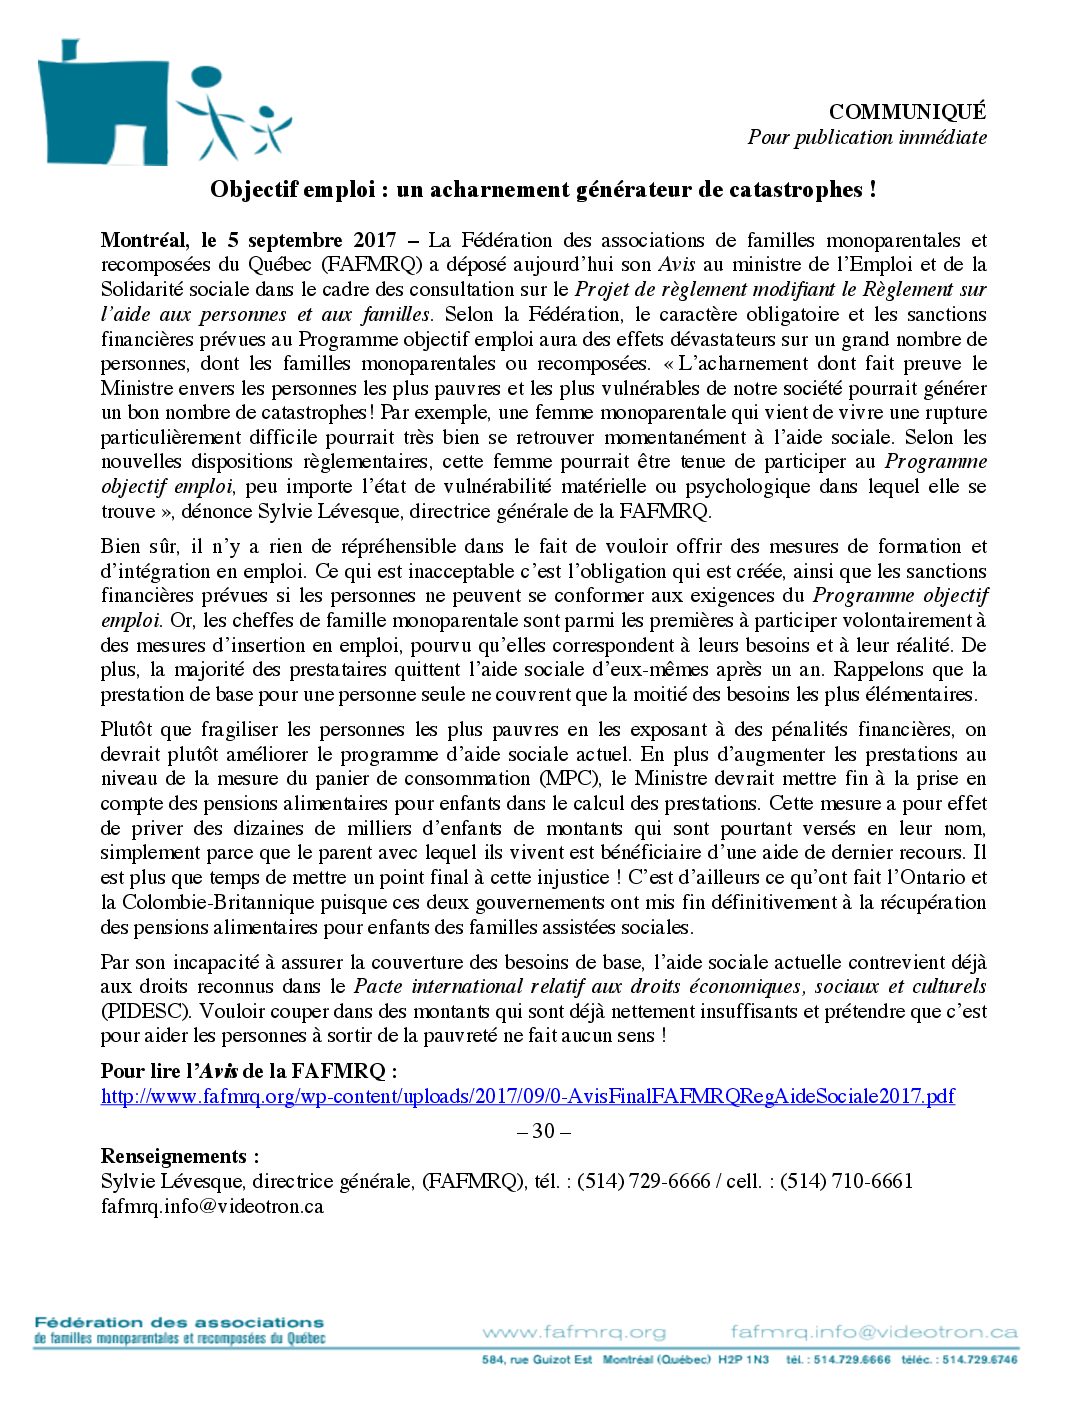 COMMUNIQUÉ
Pour publication immédiate
Objectif emploi : un acharnement générateur de catastrophes !
Montréal, le 5 septembre 2017 – La Fédération des associations de familles monoparentales et
recomposées du Québec (FAFMRQ) a déposé aujourd’hui son Avis au ministre de l’Emploi et de la
Solidarité sociale dans le cadre des consultation sur le Projet de règlement modifiant le Règlement sur
l’aide aux personnes et aux familles. Selon la Fédération, le caractère obligatoire et les sanctions
financières prévues au Programme objectif emploi aura des effets dévastateurs sur un grand nombre de
personnes, dont les familles monoparentales ou recomposées. « L’acharnement dont fait preuve le
Ministre envers les personnes les plus pauvres et les plus vulnérables de notre société pourrait générer
un bon nombre de catastrophes! Par exemple, une femme monoparentale qui vient de vivre une rupture
particulièrement difficile pourrait très bien se retrouver momentanément à l’aide sociale. Selon les
nouvelles dispositions règlementaires, cette femme pourrait être tenue de participer au Programme
objectif emploi, peu importe l’état de vulnérabilité matérielle ou psychologique dans lequel elle se
trouve », dénonce Sylvie Lévesque, directrice générale de la FAFMRQ.
Bien sûr, il n’y a rien de répréhensible dans le fait de vouloir offrir des mesures de formation et
d’intégration en emploi. Ce qui est inacceptable c’est l’obligation qui est créée, ainsi que les sanctions
financières prévues si les personnes ne peuvent se conformer aux exigences du Programme objectif
emploi. Or, les cheffes de famille monoparentale sont parmi les premières à participer volontairement à
des mesures d’insertion en emploi, pourvu qu’elles correspondent à leurs besoins et à leur réalité. De
plus, la majorité des prestataires quittent l’aide sociale d’eux-mêmes après un an. Rappelons que la
prestation de base pour une personne seule ne couvrent que la moitié des besoins les plus élémentaires.
Plutôt que fragiliser les personnes les plus pauvres en les exposant à des pénalités financières, on
devrait plutôt améliorer le programme d’aide sociale actuel. En plus d’augmenter les prestations au
niveau de la mesure du panier de consommation (MPC), le Ministre devrait mettre fin à la prise en
compte des pensions alimentaires pour enfants dans le calcul des prestations. Cette mesure a pour effet
de priver des dizaines de milliers d’enfants de montants qui sont pourtant versés en leur nom,
simplement parce que le parent avec lequel ils vivent est bénéficiaire d’une aide de dernier recours. Il
est plus que temps de mettre un point final à cette injustice ! C’est d’ailleurs ce qu’ont fait l’Ontario et
la Colombie-Britannique puisque ces deux gouvernements ont mis fin définitivement à la récupération
des pensions alimentaires pour enfants des familles assistées sociales.
Par son incapacité à assurer la couverture des besoins de base, l’aide sociale actuelle contrevient déjà
aux droits reconnus dans le Pacte international relatif aux droits économiques, sociaux et culturels
(PIDESC). Vouloir couper dans des montants qui sont déjà nettement insuffisants et prétendre que c’est
pour aider les personnes à sortir de la pauvreté ne fait aucun sens !
Pour lire l’Avis de la FAFMRQ :
http://www.fafmrq.org/wp-content/uploads/2017/09/0-AvisFinalFAFMRQRegAideSociale2017.pdf
– 30 –
Renseignements :
Sylvie Lévesque, directrice générale, (FAFMRQ), tél. : (514) 729-6666 / cell. : (514) 710-6661
fafmrq.info@videotron.ca
Fédération des associations
de familles monoparentales et recomposées du Québec
www.fafmrq.org fafmrq.info@videotron.ca
584, rue Guizot Est Montréal (Québec) H2P 1N3 tél. : 514.729.6666 téléc. : 514.729.6746